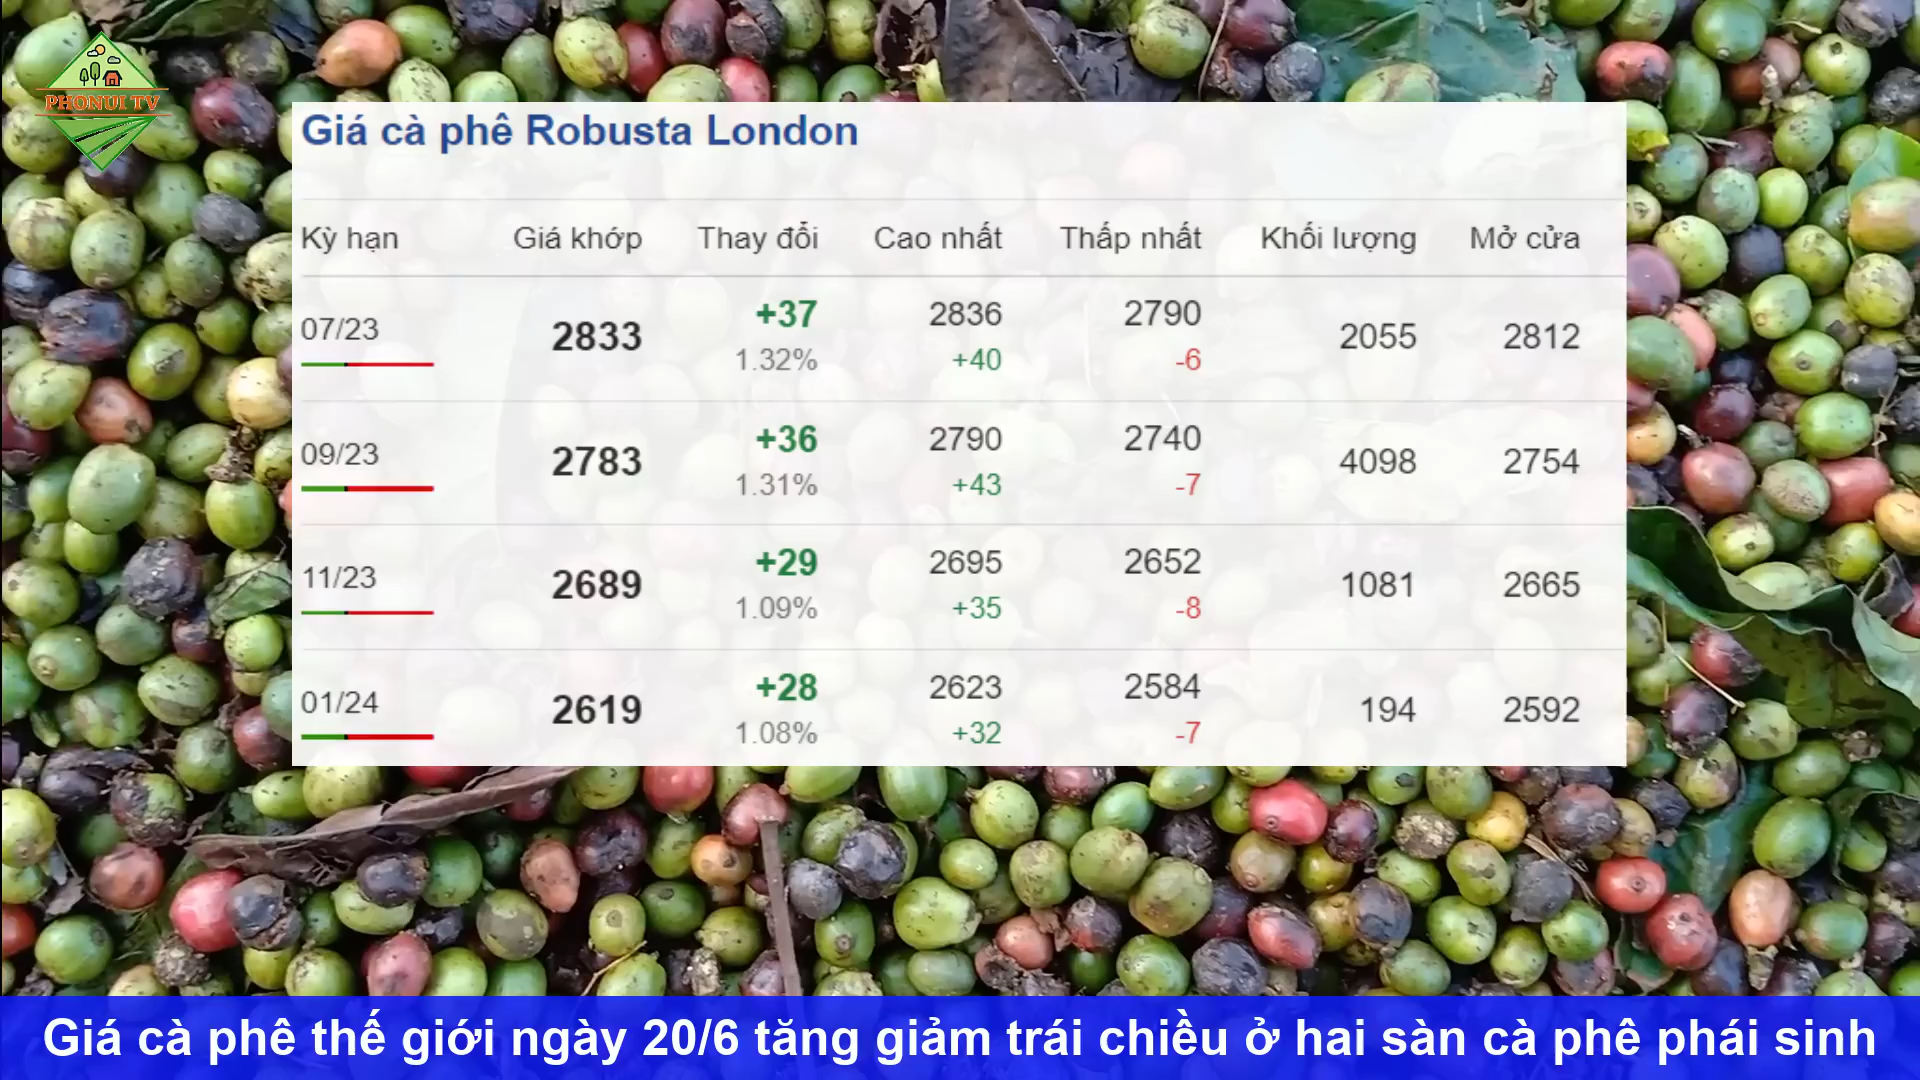 PHONUI TV
Giá cà phê Robusta London
Kỳ hạn Giá khớp Thay đổi Cao nhất Thấp nhất Khối lượng Mở cửa
07/23 2833 +37 2836 2790 2055 2812
1.32% +40 -6
09/23 2783 +36 2790 2740 4098 2754
1.31% +43 -7
11/23 2689 +29 2695 2652 1081 2665
1.09% +35 -8
01/24 2619 +28 2623 2584 194 2592
1.08% +32 -7
Giá cà phê thế giới ngày 20/6 tăng giảm trái chiều ở hai sàn cà phê phái sinh